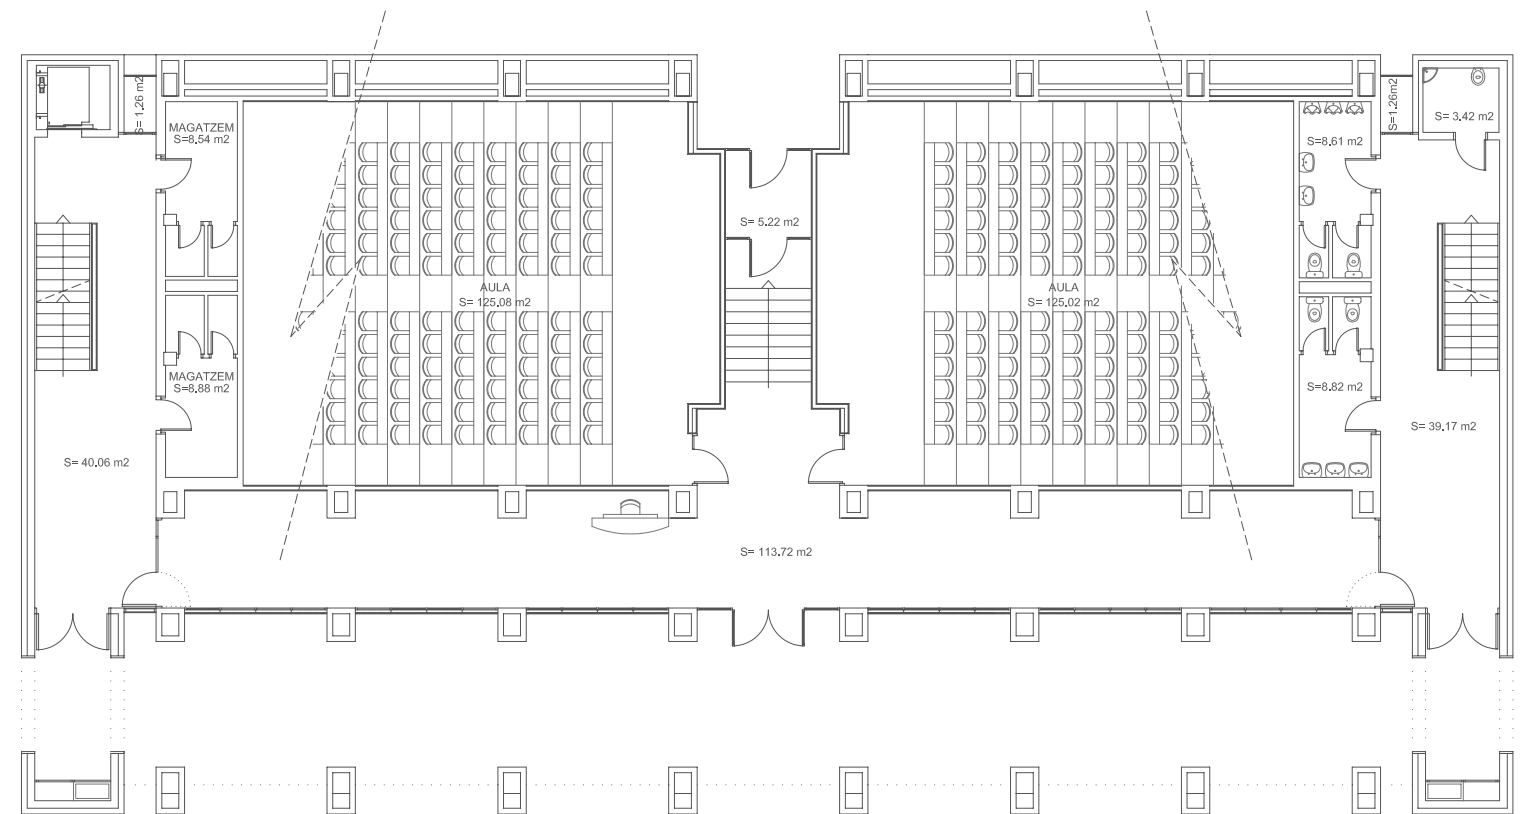 S= 1.26 m2
S=1.26m2
S= 3.42 m2
MAGATZEM
S=8.54 m2
S=8.61 m2
S= 5.22 m2
AULA
S= 125.08 m2
AULA
S= 125.02 m2
MAGATZEM
S=8.88 m2
S=8.82 m2
S= 39.17 m2
S= 40.06 m2
S= 113.72 m2